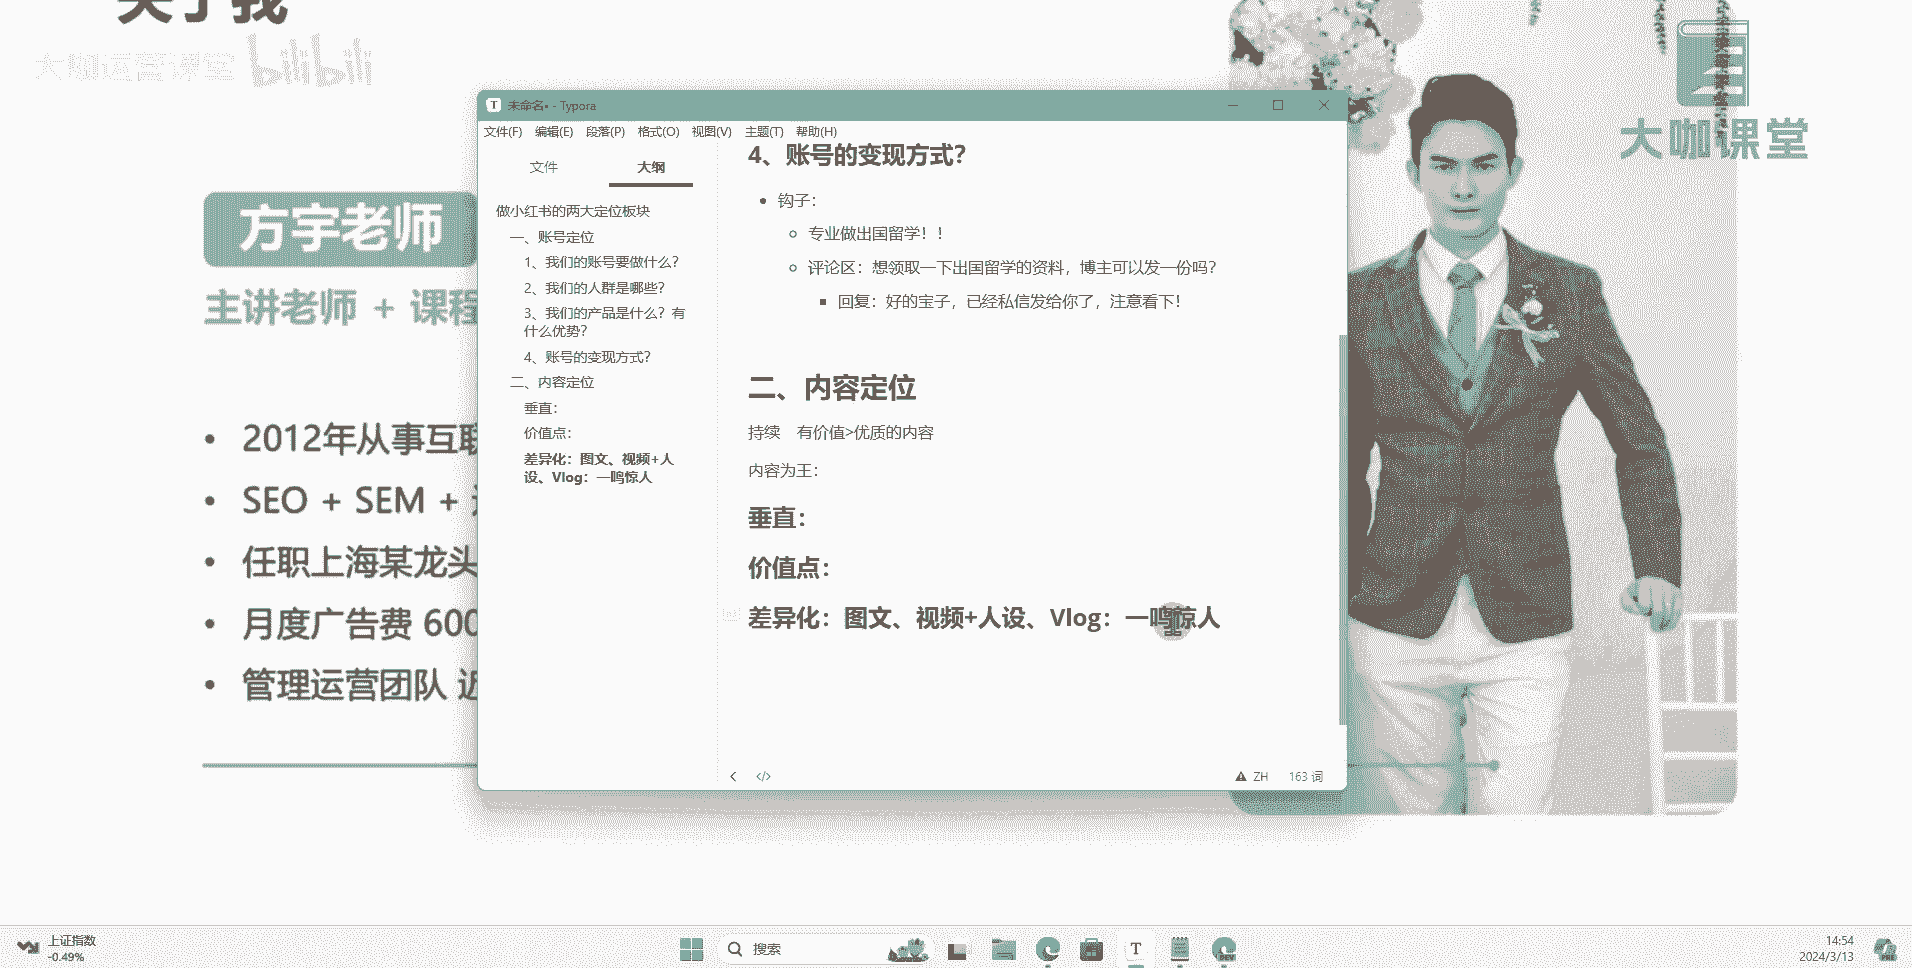 关于我
大咖运营课堂 bilibili
大咖课堂
方宇老师
主讲老师 + 课程
• 2012年从事互联
• SEO + SEM +
• 任职上海某龙头
• 月度广告费 600
• 管理运营团队 近
未命名• - Typora
文件(F) 编辑(E) 段落(P) 格式(O) 视图(V) 主题(T) 帮助(H)
文件 大纲
做小红书的两大定位板块
一、账号定位
1、我们的账号要做什么？
2、我们的人群是哪些？
3、我们的产品是什么？有
什么优势？
4、账号的变现方式？
二、内容定位
垂直：
价值点：
差异化：图文、视频+人
设、Vlog：一鸣惊人
4、账号的变现方式？
• 钩子：
专业做出国留学！！
评论区：想领取一下出国留学的资料，博主可以发一份吗？
回复：好的宝子，已经私信发给你了，注意看下！
二、内容定位
持续 有价值>优质的内容
内容为王：
垂直：
价值点：
差异化：图文、视频+人设、Vlog：一鸣惊人
</>
ZH 163 词
上证指数
-0.49%
搜索
T
DEV
14:54
2024/3/13